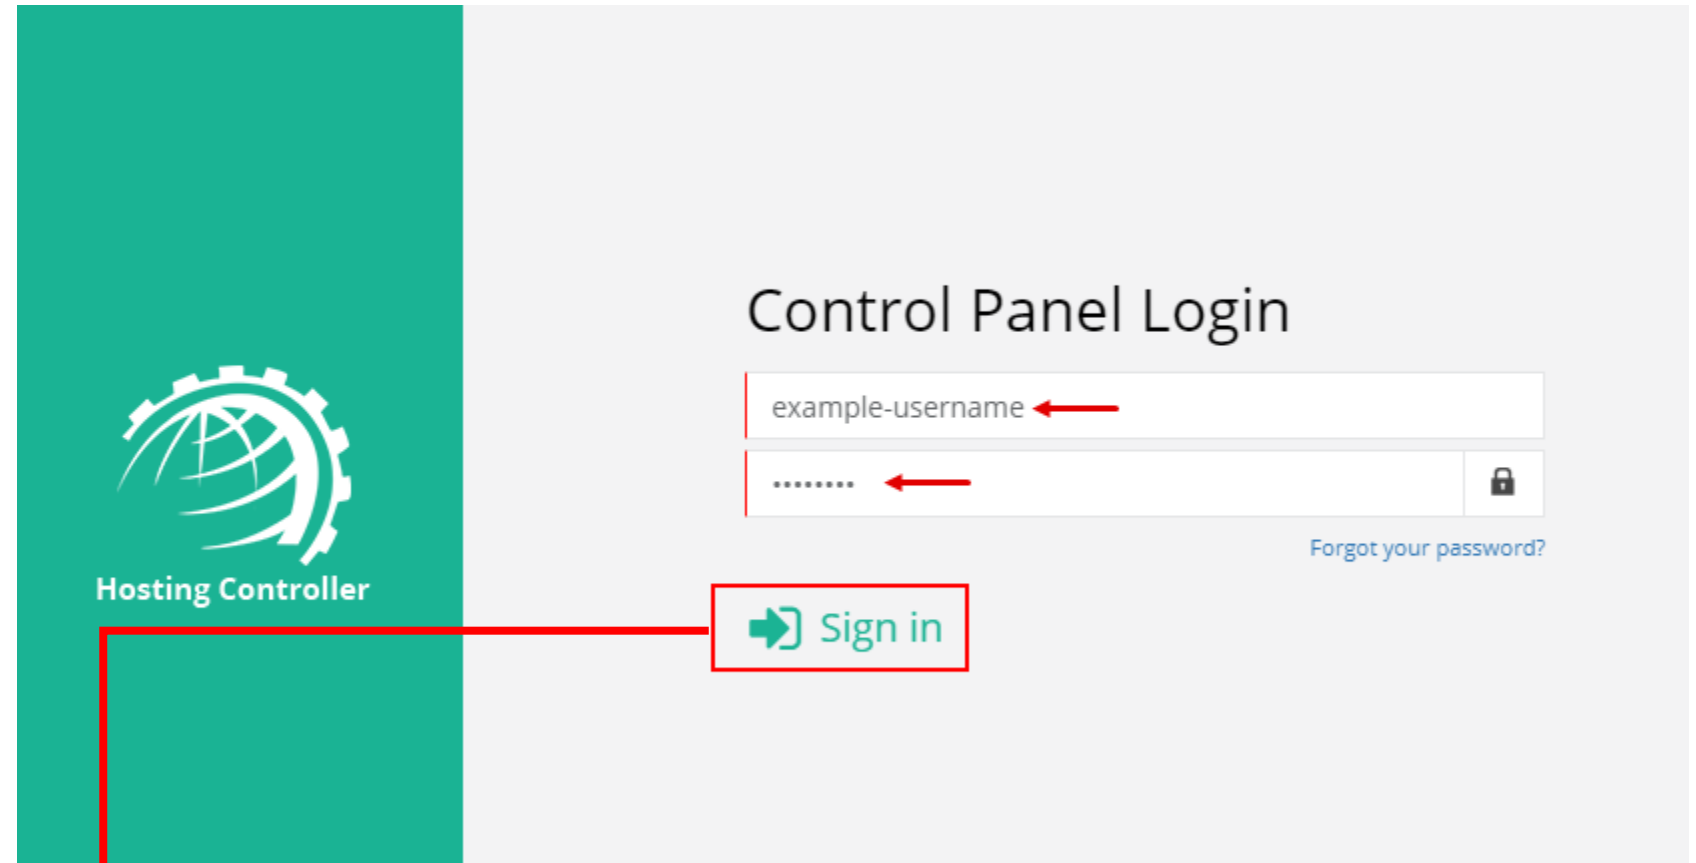 Control Panel Login
example-username
••••••••
Forgot your password?
Hosting Controller
Sign in